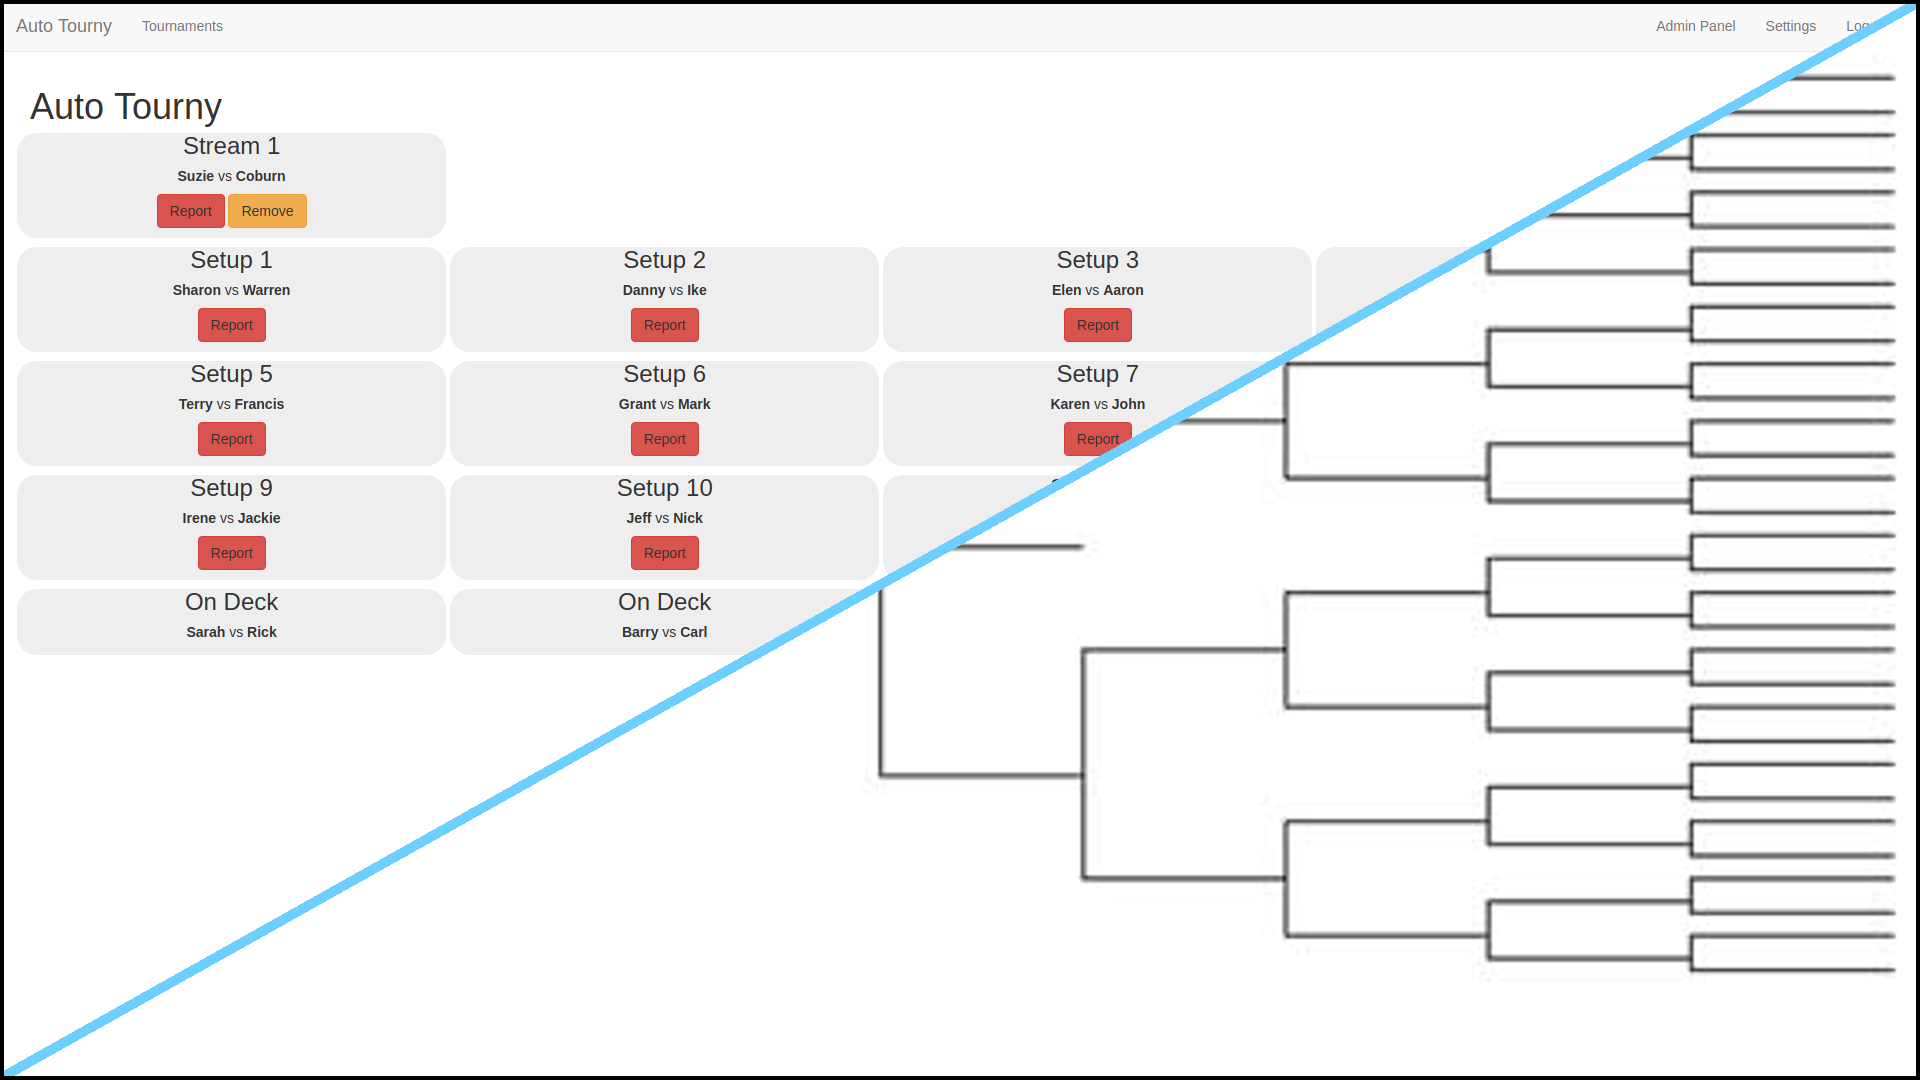 Auto Tourny Tournaments Admin Panel Settings
Auto Tourny
Stream 1
Suzie vs Coburn
Report Remove
Setup 1 Setup 2 Setup 3
Sharon vs Warren Danny vs Ike Elen vs Aaron
Report Report Report
Setup 5 Setup 6 Setup 7
Terry vs Francis Grant vs Mark Karen vs John
Report Report Report
Setup 9 Setup 10
Irene vs Jackie Jeff vs Nick
Report Report
On Deck On Deck
Sarah vs Rick Barry vs Carl